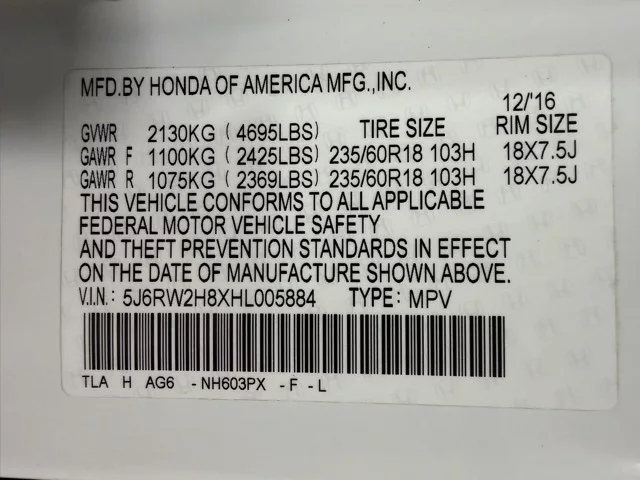 MFD.BY HONDA OF AMERICA MFG.,INC.
12/'16
GVWR 2130KG (4695LBS) TIRE SIZE RIM SIZE
GAWR F 1100KG (2425LBS) 235/60R18 103H 18X7.5J
GAWR R 1075KG (2369LBS) 235/60R18 103H 18X7.5J
THIS VEHICLE CONFORMS TO ALL APPLICABLE
FEDERAL MOTOR VEHICLE SAFETY
AND THEFT PREVENTION STANDARDS IN EFFECT
ON THE DATE OF MANUFACTURE SHOWN ABOVE.
V.I.N.: 5J6RW2H8XHL005884 TYPE: MPV
TLA H AG6 -NH603PX -F-L